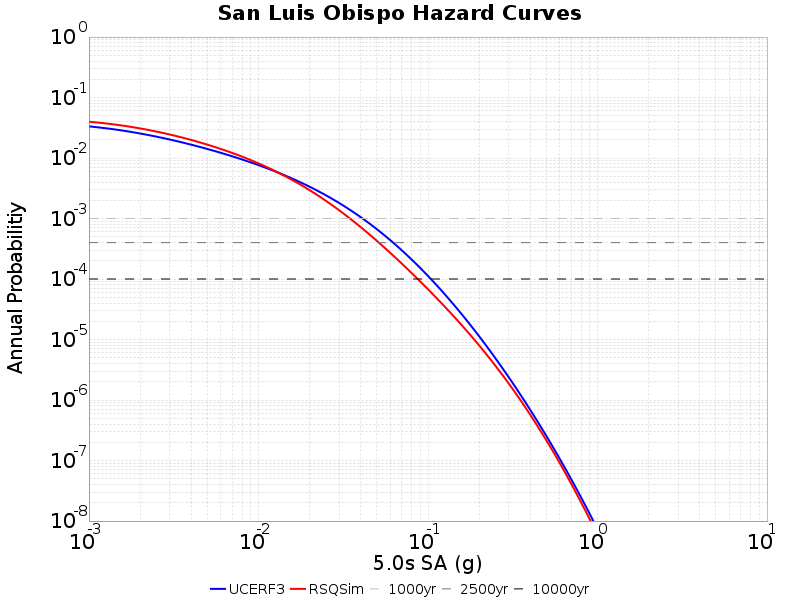 San Luis Obispo Hazard Curves
10^0
10^-1
10^-2
10^-3
10^-4
10^-5
10^-6
10^-7
10^-8
Annual Probabilitiy
10^-3 10^-2 10^-1 10^0 10^1
5.0s SA (g)
UCERF3 RSQSim 1000yr 2500yr 10000yr